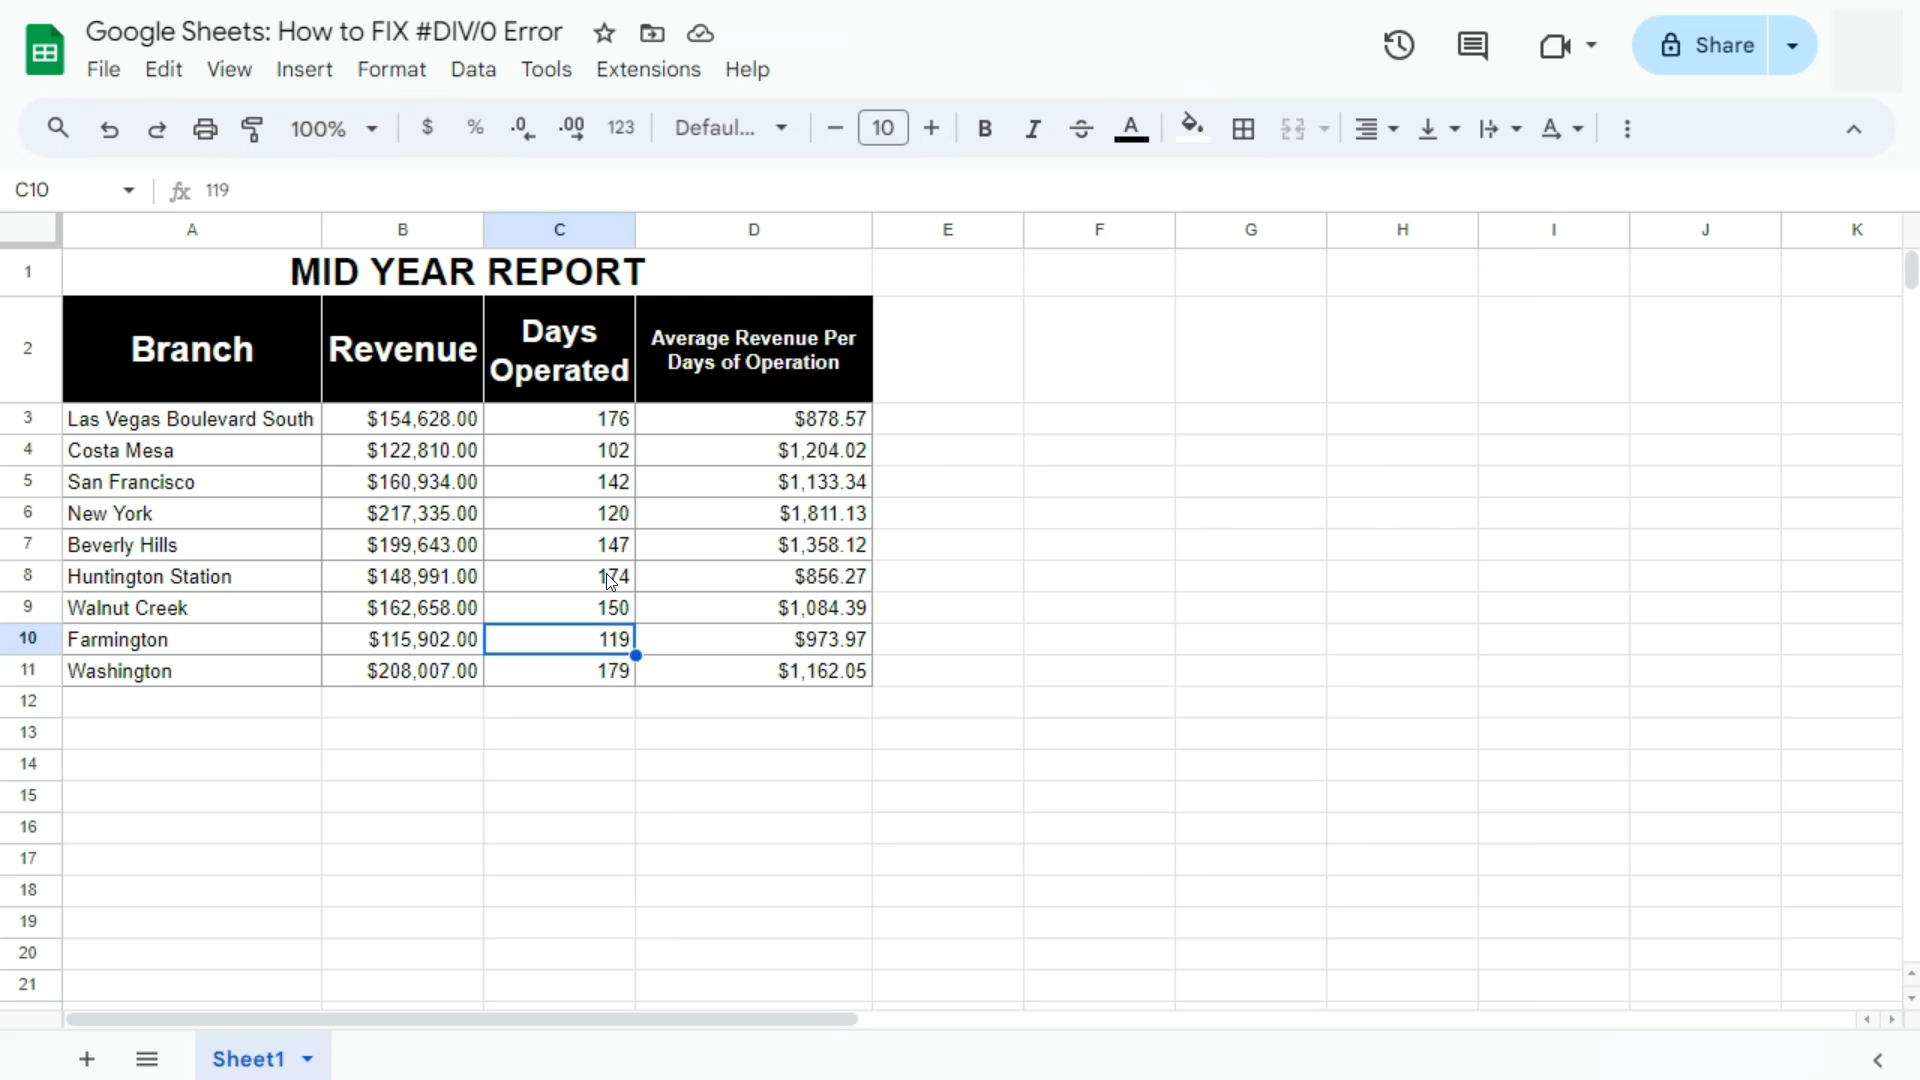 Google Sheets: How to FIX #DIV/0 Error
File Edit View Insert Format Data Tools Extensions Help
Share
100% $ % .0 .00 123 Defaul... 10 B I A
C10 fx 119
A B C D E F G H I J K
1 MID YEAR REPORT
2 Branch Revenue Days Operated Average Revenue Per Days of Operation
3 Las Vegas Boulevard South $154,628.00 176 $878.57
4 Costa Mesa $122,810.00 102 $1,204.02
5 San Francisco $160,934.00 142 $1,133.34
6 New York $217,335.00 120 $1,811.13
7 Beverly Hills $199,643.00 147 $1,358.12
8 Huntington Station $148,991.00 174 $856.27
9 Walnut Creek $162,658.00 150 $1,084.39
10 Farmington $115,902.00 119 $973.97
11 Washington $208,007.00 179 $1,162.05
12
13
14
15
16
17
18
19
20
21
Sheet1